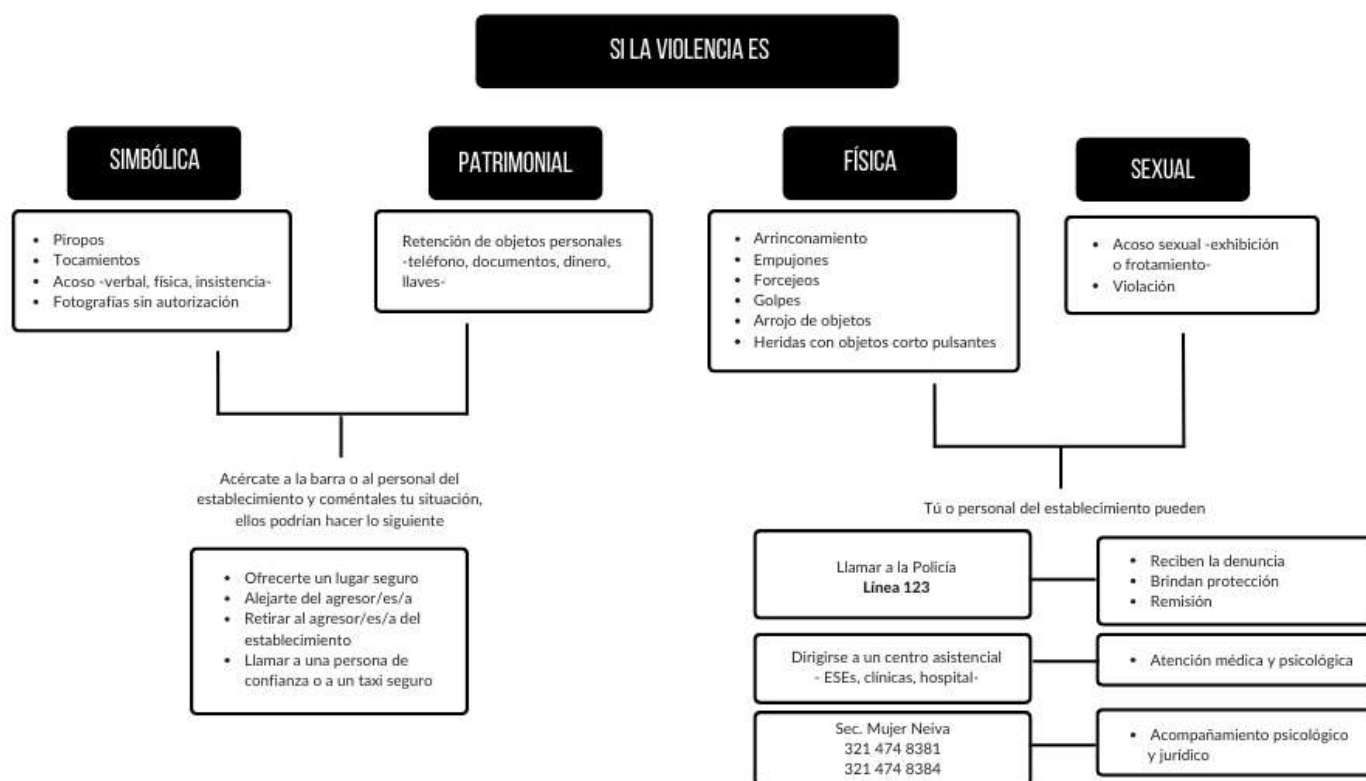 SI LA VIOLENCIA ES
SIMBÓLICA
• Piropos
• Tocamientos
• Acoso -verbal, física, insistencia-
• Fotografías sin autorización
PATRIMONIAL
Retención de objetos personales
-teléfono, documentos, dinero,
llaves-
Acércate a la barra o al personal del
establecimiento y coméntales tu situación,
ellos podrían hacer lo siguiente
• Ofrecerte un lugar seguro
• Alejarte del agresor/es/a
• Retirar al agresor/es/a del
establecimiento
• Llamar a una persona de
confianza o a un taxi seguro
FÍSICA
• Arrinconamiento
• Empujones
• Forcejeos
• Golpes
• Arrojo de objetos
• Heridas con objetos corto pulsantes
SEXUAL
• Acoso sexual -exhibición
o frotamiento-
• Violación
Tú o personal del establecimiento pueden
Llamar a la Policía
Línea 123
• Reciben la denuncia
• Brindan protección
• Remisión
Dirigirse a un centro asistencial
- ESEs, clínicas, hospital-
• Atención médica y psicológica
Sec. Mujer Neiva
321 474 8381
321 474 8384
• Acompañamiento psicológico
y jurídico